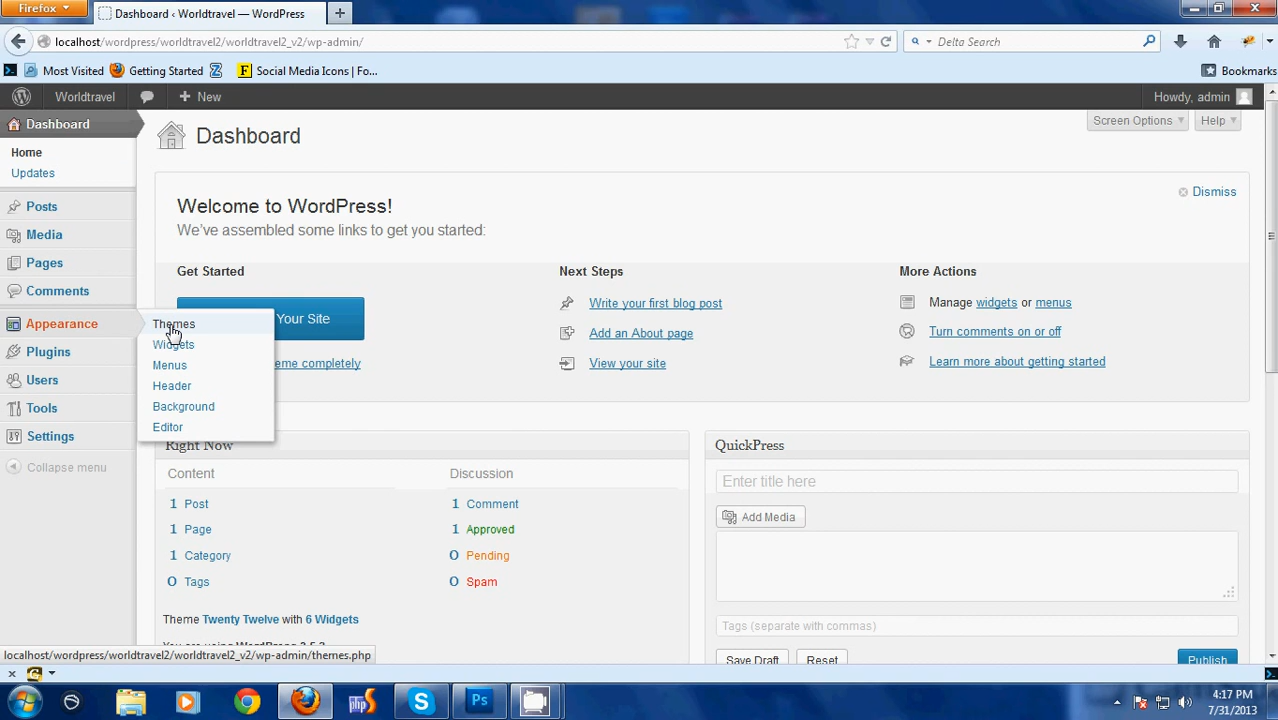 Firefox
Dashboard ‹ Worldtravel — WordPress
localhost/wordpress/worldtravel2/worldtravel2_v2/wp-admin/
Delta Search
Most Visited
Getting Started
Social Media Icons | Fo...
Bookmarks
Worldtravel
New
Howdy, admin
Dashboard
Home
Updates
Posts
Media
Pages
Comments
Appearance
Plugins
Users
Tools
Settings
Collapse menu
Themes
Widgets
Menus
Header
Background
Editor
Dashboard
Screen Options
Help
Welcome to WordPress!
Dismiss
We've assembled some links to get you started:
Get Started
Next Steps
More Actions
Your Site
eme completely
Write your first blog post
Add an About page
View your site
Manage widgets or menus
Turn comments on or off
Learn more about getting started
Right Now
Content
Discussion
1 Post
1 Comment
1 Page
1 Approved
1 Category
0 Pending
0 Tags
0 Spam
Theme Twenty Twelve with 6 Widgets
QuickPress
Enter title here
Add Media
Tags (separate with commas)
Save Draft
Reset
Publish
localhost/wordpress/worldtravel2/worldtravel2_v2/wp-admin/themes.php
4:17 PM
7/31/2013